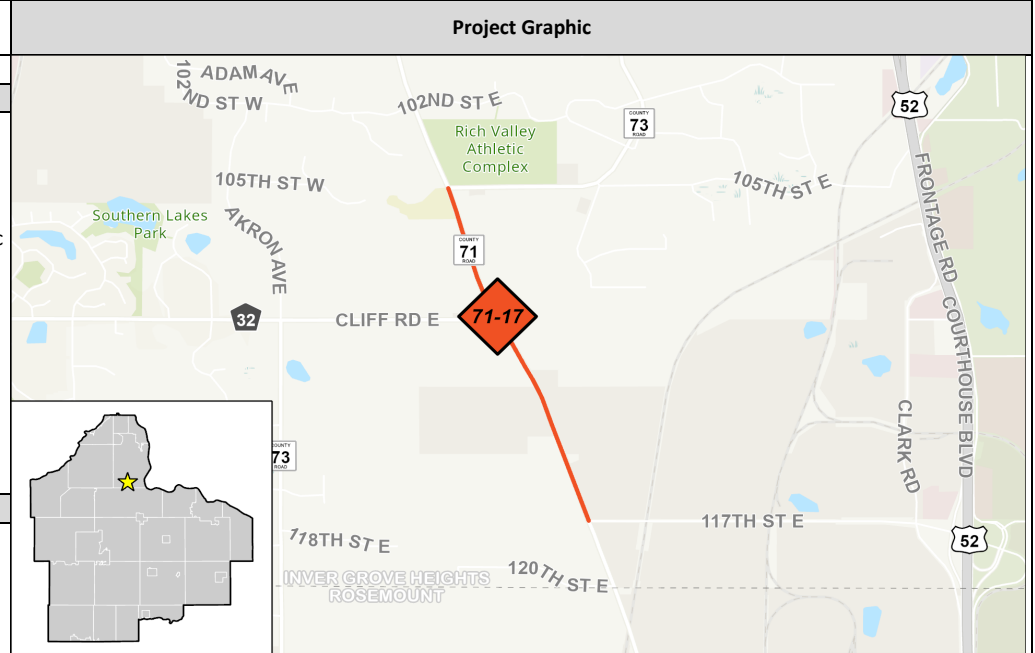 Project Graphic
102ND ST W
ADAM AVE
102ND ST E
COUNTY
73
ROAD
52
Rich Valley
Athletic
Complex
105TH ST W
105TH ST E
FRONTAGE RD
Southern Lakes
Park
AKRON AVE
c
COUNTY
71
ROAD
32
CLIFF RD E
71-17
COURTHOUSE BLVD
CLARK RD
COUNTY
73
ROAD
117TH ST E
52
118TH ST E
120TH ST E
INVER GROVE HEIGHTS
ROSEMOUNT